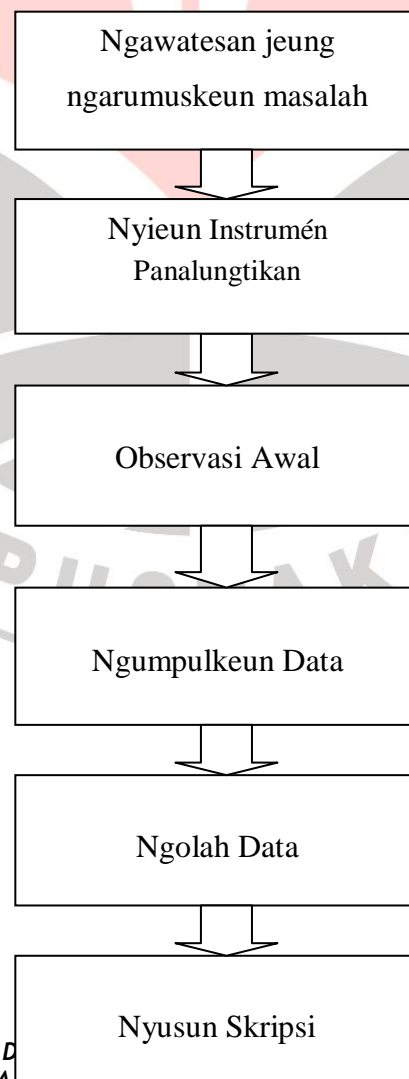 Ngawatesan jeung
ngarumuskeun masalah
Nyieun Instrumén
Panalungtikan
Observasi Awal
Ngumpulkeun Data
Ngolah Data
Nyusun Skripsi